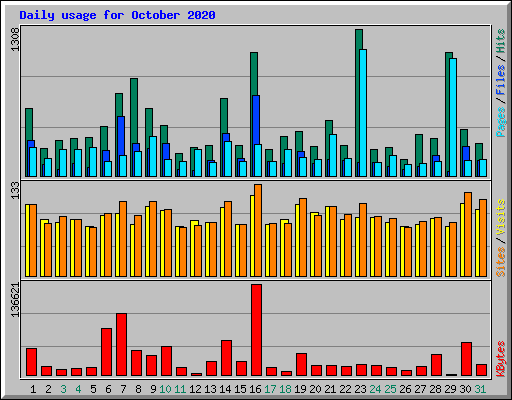 Daily usage for October 2020
1308
Pages / Files / Hits
133
Sites / Visits
136621
KBytes
1 2 3 4 5 6 7 8 9 10 11 12 13 14 15 16 17 18 19 20 21 22 23 24 25 26 27 28 29 30 31